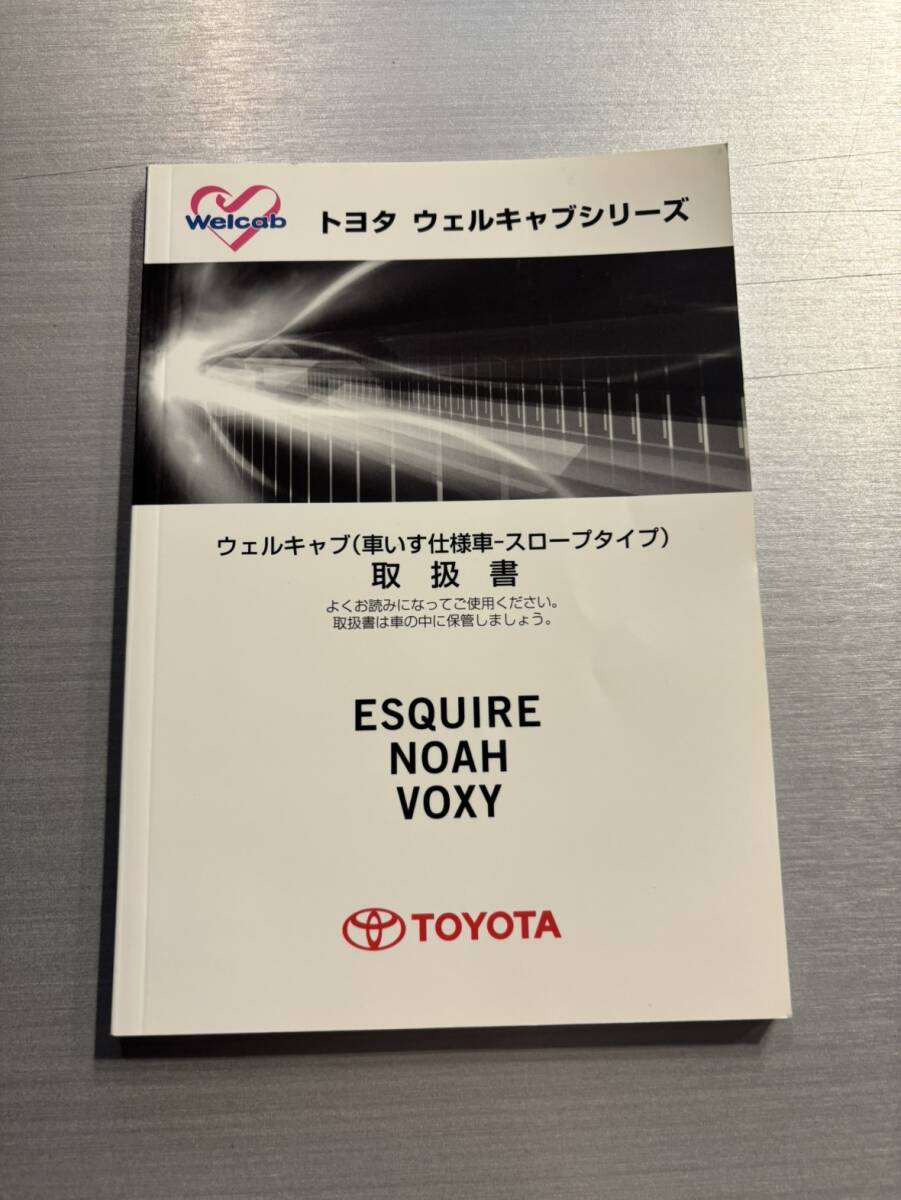 Welcab
トヨタ ウェルキャブシリーズ
ウェルキャブ(車いす仕様車-スロープタイプ)
取扱書
よくお読みになってご使用ください。
取扱書は車の中に保管しましょう。
ESQUIRE
NOAH
VOXY
TOYOTA